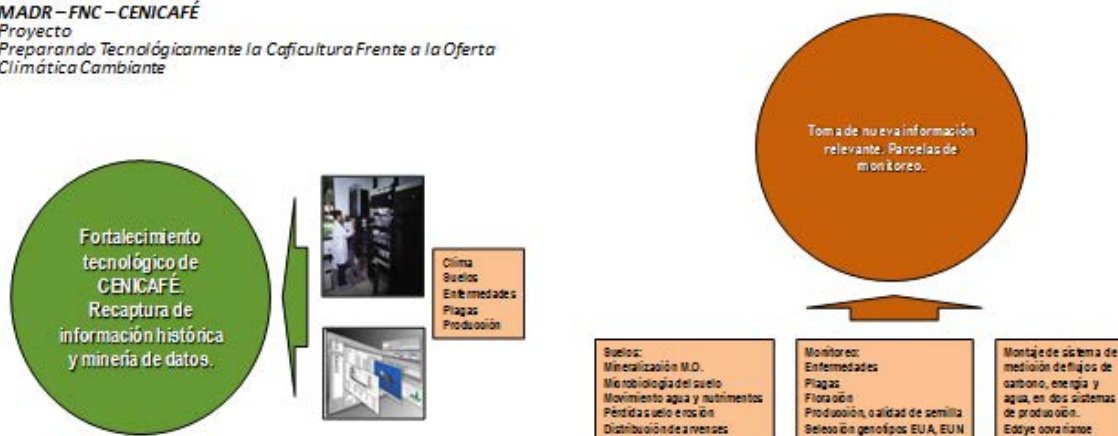 MADR – FNC – CENICAFÉ
Proyecto
Preparando Tecnológicamente la Caficultura Frente a la Oferta
Climática Cambiante
Toma de nueva información
relevante. Parcelas de
monitoreo.
Fortalecimiento
tecnológico de
CENICAFÉ.
Recaptura de
información histórica
y minería de datos.
Clima
Suelos
Enfermedades
Plagas
Producción
Suelos:
Mineralización M.O.
Microbiologia del suelo
Movimiento agua y nutrimentos
Pérdida suelo erosión
Distribución de arvenses
Monitoreo:
Enfermedades
Plagas
Floración
Producción, calidad de semilla
Selección genotipos EUA, EUN
Montaje de sistema de
medición de flujos de
carbono, energía y
agua, en dos sistemas
de producción.
Eddye covariance